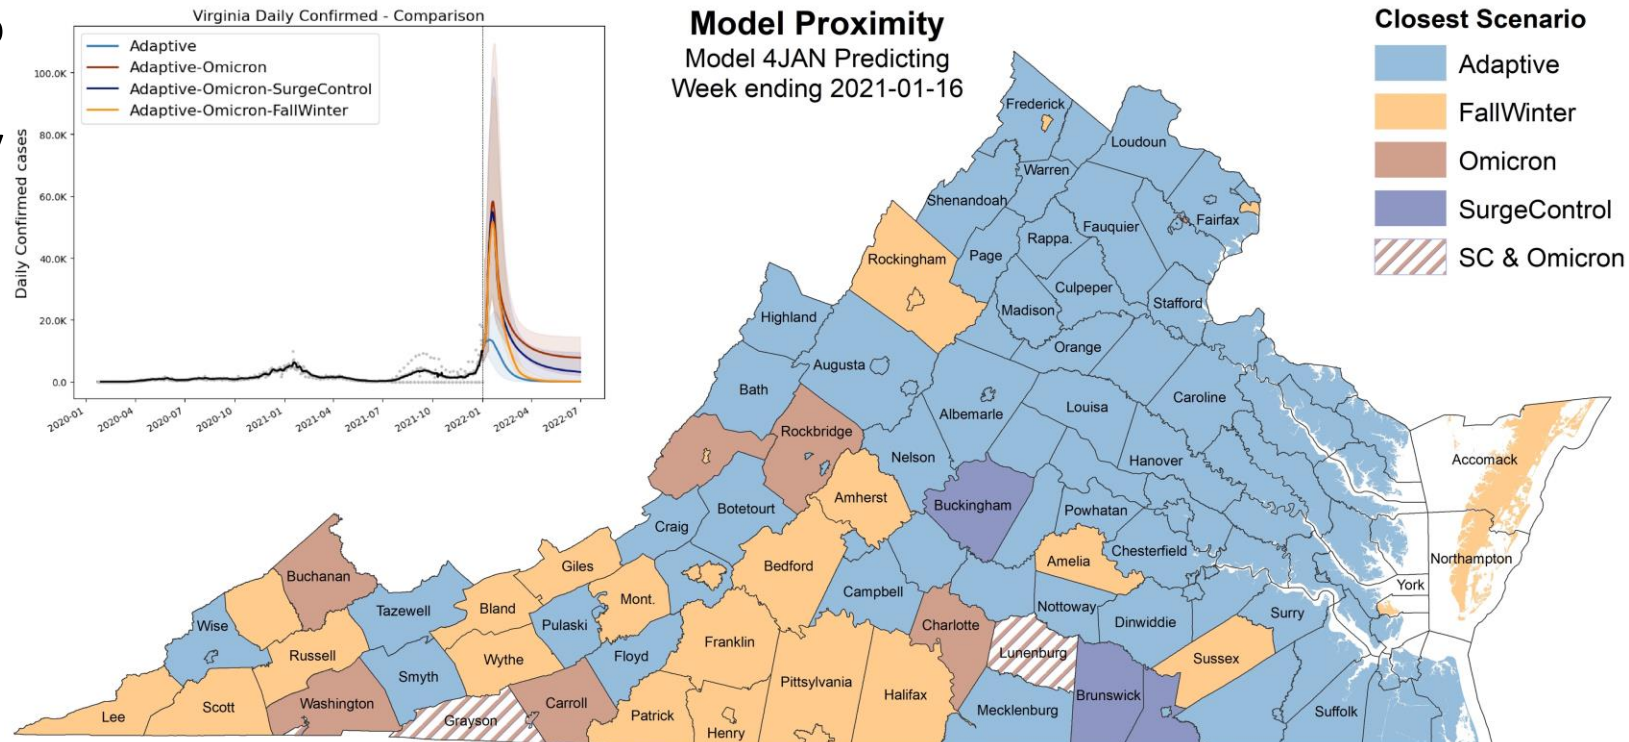 Virginia Daily Confirmed - Comparison
Adaptive
Adaptive-Omicron
Adaptive-Omicron-SurgeControl
Adaptive-Omicron-FallWinter
Daily Confirmed cases
100.0K
80.0K
60.0K
40.0K
20.0K
0.0
2020-01
2020-04
2020-07
2020-10
2021-01
2021-04
2021-07
2021-10
2022-01
2022-04
2022-07
Model Proximity
Model 4JAN Predicting
Week ending 2021-01-16
Closest Scenario
Adaptive
FallWinter
Omicron
SurgeControl
SC & Omicron
Frederick
Loudoun
Warren
Shenandoah
Fairfax
Fauquier
Rappa.
Page
Rockingham
Culpeper
Stafford
Madison
Highland
Orange
Augusta
Bath
Caroline
Louisa
Albemarle
Rockbridge
Nelson
Hanover
Accomack
Amherst
Buckingham
Botetourt
Powhatan
Craig
Chesterfield
Northampton
Amelia
Bedford
Giles
York
Buchanan
Campbell
Mont.
Bland
Tazewell
Nottoway
Surry
Dinwiddie
Wise
Pulaski
Charlotte
Franklin
Lunenburg
Russell
Wythe
Floyd
Sussex
Smyth
Pittsylvania
Halifax
Brunswick
Washington
Carroll
Scott
Lee
Grayson
Patrick
Mecklenburg
Suffolk
Henry